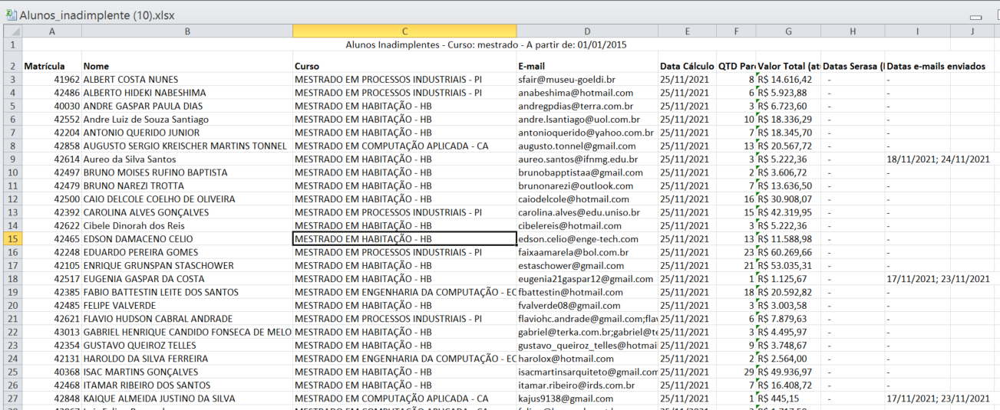 Alunos_inadimplente (10).xlsx
A B C D E F G H I J
1 Alunos Inadimplentes - Curso: mestrado - A partir de: 01/01/2015
2 Matrícula Nome Curso E-mail Data Cálculo QTD Par Valor Total (at Datas Serasa (I Datas e-mails enviados
3 41962 ALBERT COSTA NUNES MESTRADO EM PROCESSOS INDUSTRIAIS - PI sfair@museu-goeldi.br 25/11/2021 8 R$ 14.616,42 - -
4 42486 ALBERTO HIDEKI NABESHIMA MESTRADO EM PROCESSOS INDUSTRIAIS - PI anabeshima@hotmail.com 25/11/2021 6 R$ 5.923,88 - -
5 40030 ANDRE GASPAR PAULA DIAS MESTRADO EM HABITAÇÃO - HB andregpdias@terra.com.br 25/11/2021 3 R$ 6.723,60 - -
6 42552 Andre Luiz de Souza Santiago MESTRADO EM HABITAÇÃO - HB andre.lsantiago@uol.com.br 25/11/2021 10 R$ 18.336,29 - -
7 42204 ANTONIO QUERIDO JUNIOR MESTRADO EM HABITAÇÃO - HB antonioquerido@yahoo.com.br 25/11/2021 7 R$ 18.345,70 - -
8 42858 AUGUSTO SERGIO KREISCHER MARTINS TONNEL MESTRADO EM COMPUTAÇÃO APLICADA - CA augusto.tonnel@gmail.com 25/11/2021 13 R$ 20.567,72 - -
9 42614 Aureo da Silva Santos MESTRADO EM HABITAÇÃO - HB aureo.santos@ifnmg.edu.br 25/11/2021 3 R$ 5.222,36 - 18/11/2021; 24/11/2021
10 42497 BRUNO MOISES RUFINO BAPTISTA MESTRADO EM HABITAÇÃO - HB brunobapptistaa@gmail.com 25/11/2021 2 R$ 3.606,72 - -
11 42479 BRUNO NAREZI TROTTA MESTRADO EM HABITAÇÃO - HB brunonarezi@outlook.com 25/11/2021 7 R$ 13.636,50 - -
12 42500 CAIO DELCOLE COELHO DE OLIVEIRA MESTRADO EM HABITAÇÃO - HB caiodelcole@hotmail.com 25/11/2021 16 R$ 30.908,07 - -
13 42392 CAROLINA ALVES GONÇALVES MESTRADO EM PROCESSOS INDUSTRIAIS - PI carolina.alves@edu.uniso.br 25/11/2021 15 R$ 42.319,95 - -
14 42622 Cibele Dinorah dos Reis MESTRADO EM HABITAÇÃO - HB cibelereis@hotmail.com 25/11/2021 3 R$ 5.222,36 - -
15 42465 EDSON DAMACENO CELIO MESTRADO EM HABITAÇÃO - HB edson.celio@enge-tech.com 25/11/2021 13 R$ 11.588,98 - -
16 42248 EDUARDO PEREIRA GOMES MESTRADO EM PROCESSOS INDUSTRIAIS - PI faixaamarela@bol.com.br 25/11/2021 23 R$ 60.269,66 - -
17 42105 ENRIQUE GRUNSPAN STASCHOWER MESTRADO EM HABITAÇÃO - HB estaschower@gmail.com 25/11/2021 21 R$ 53.035,31 - -
18 42517 EUGENIA GASPAR DA COSTA MESTRADO EM HABITAÇÃO - HB eugenia21gaspar12@gmail.com 25/11/2021 1 R$ 1.125,67 - 17/11/2021; 23/11/2021
19 42385 FABIO BATTESTIN LEITE DOS SANTOS MESTRADO EM ENGENHARIA DA COMPUTAÇÃO - EC fbattestin@hotmail.com 25/11/2021 18 R$ 20.592,82 - -
20 42485 FELIPE VALVERDE MESTRADO EM HABITAÇÃO - HB fvalverde08@gmail.com 25/11/2021 3 R$ 3.003,58 - -
21 42621 FLAVIO HUDSON CABRAL ANDRADE MESTRADO EM PROCESSOS INDUSTRIAIS - PI flaviohc.andrade@gmail.com;flav 25/11/2021 6 R$ 7.879,63 - -
22 43013 GABRIEL HENRIQUE CANDIDO FONSECA DE MELO MESTRADO EM HABITAÇÃO - HB gabriel@terka.com.br;gabriel@te 25/11/2021 3 R$ 4.495,97 - -
23 42354 GUSTAVO QUEIROZ TELLES MESTRADO EM HABITAÇÃO - HB gustavo_queiroz_telles@hotmai 25/11/2021 9 R$ 3.748,67 - -
24 42131 HAROLDO DA SILVA FERREIRA MESTRADO EM ENGENHARIA DA COMPUTAÇÃO - EC harolox@hotmail.com 25/11/2021 2 R$ 2.564,00 - -
25 40368 ISAC MARTINS GONÇALVES MESTRADO EM HABITAÇÃO - HB isacmartinsarquiteto@gmail.com 25/11/2021 29 R$ 49.936,97 - -
26 42468 ITAMAR RIBEIRO DOS SANTOS MESTRADO EM HABITAÇÃO - HB itamar.ribeiro@irds.com.br 25/11/2021 7 R$ 16.408,72 - -
27 42848 KAIQUE ALMEIDA JUSTINO DA SILVA MESTRADO EM COMPUTAÇÃO APLICADA - CA kajus9138@gmail.com 25/11/2021 1 R$ 445,15 - 17/11/2021; 23/11/2021